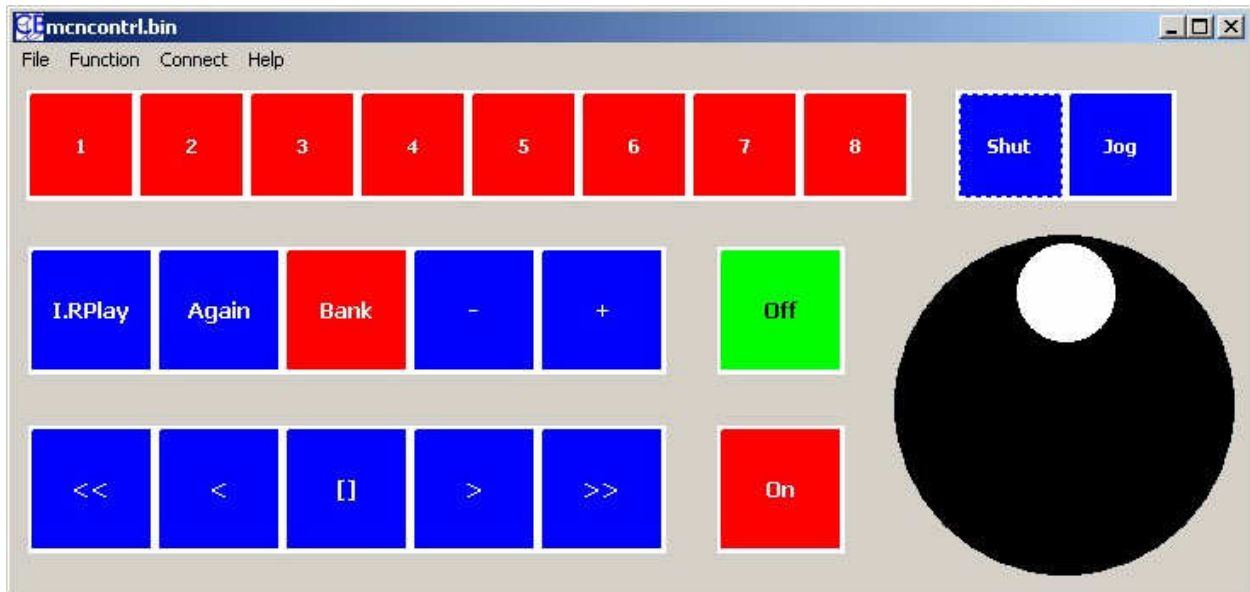 mcncontrl.bin
File Function Connect Help
1 2 3 4 5 6 7 8 Shut Jog
I.RPlay Again Bank - + Off
<< < [] > >> On